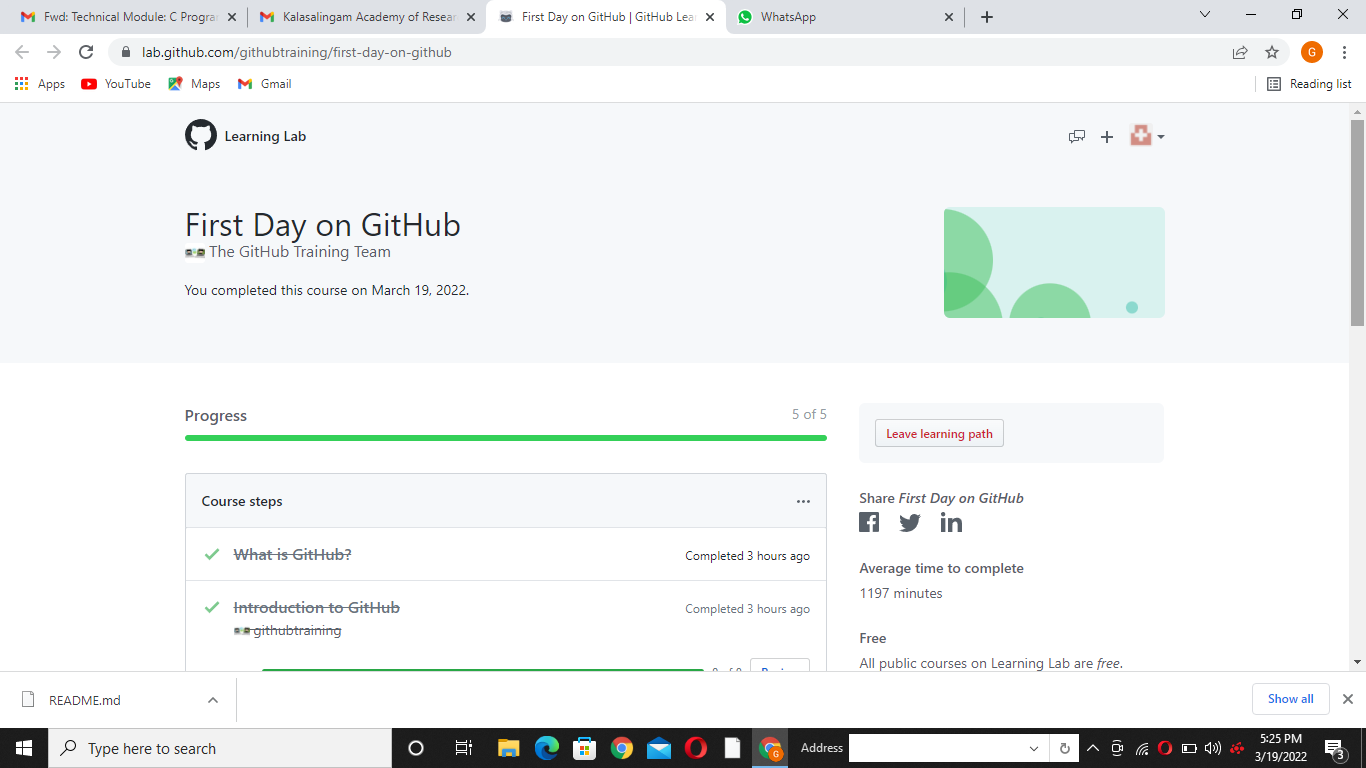 Fwd: Technical Module: C Progra
Kalasalingam Academy of Resear
First Day on GitHub | GitHub Lea
WhatsApp
lab.github.com/githubtraining/first-day-on-github
G
Apps
YouTube
Maps
Gmail
Reading list
Learning Lab
First Day on GitHub
The GitHub Training Team
You completed this course on March 19, 2022.
Progress
5 of 5
Leave learning path
Course steps
Share First Day on GitHub
What is GitHub?
Completed 3 hours ago
Average time to complete
1197 minutes
Introduction to GitHub
Completed 3 hours ago
githubtraining
Free
All public courses on Learning Lab are free.
README.md
Show all
Type here to search
G
Address
5:25 PM
3/19/2022
3